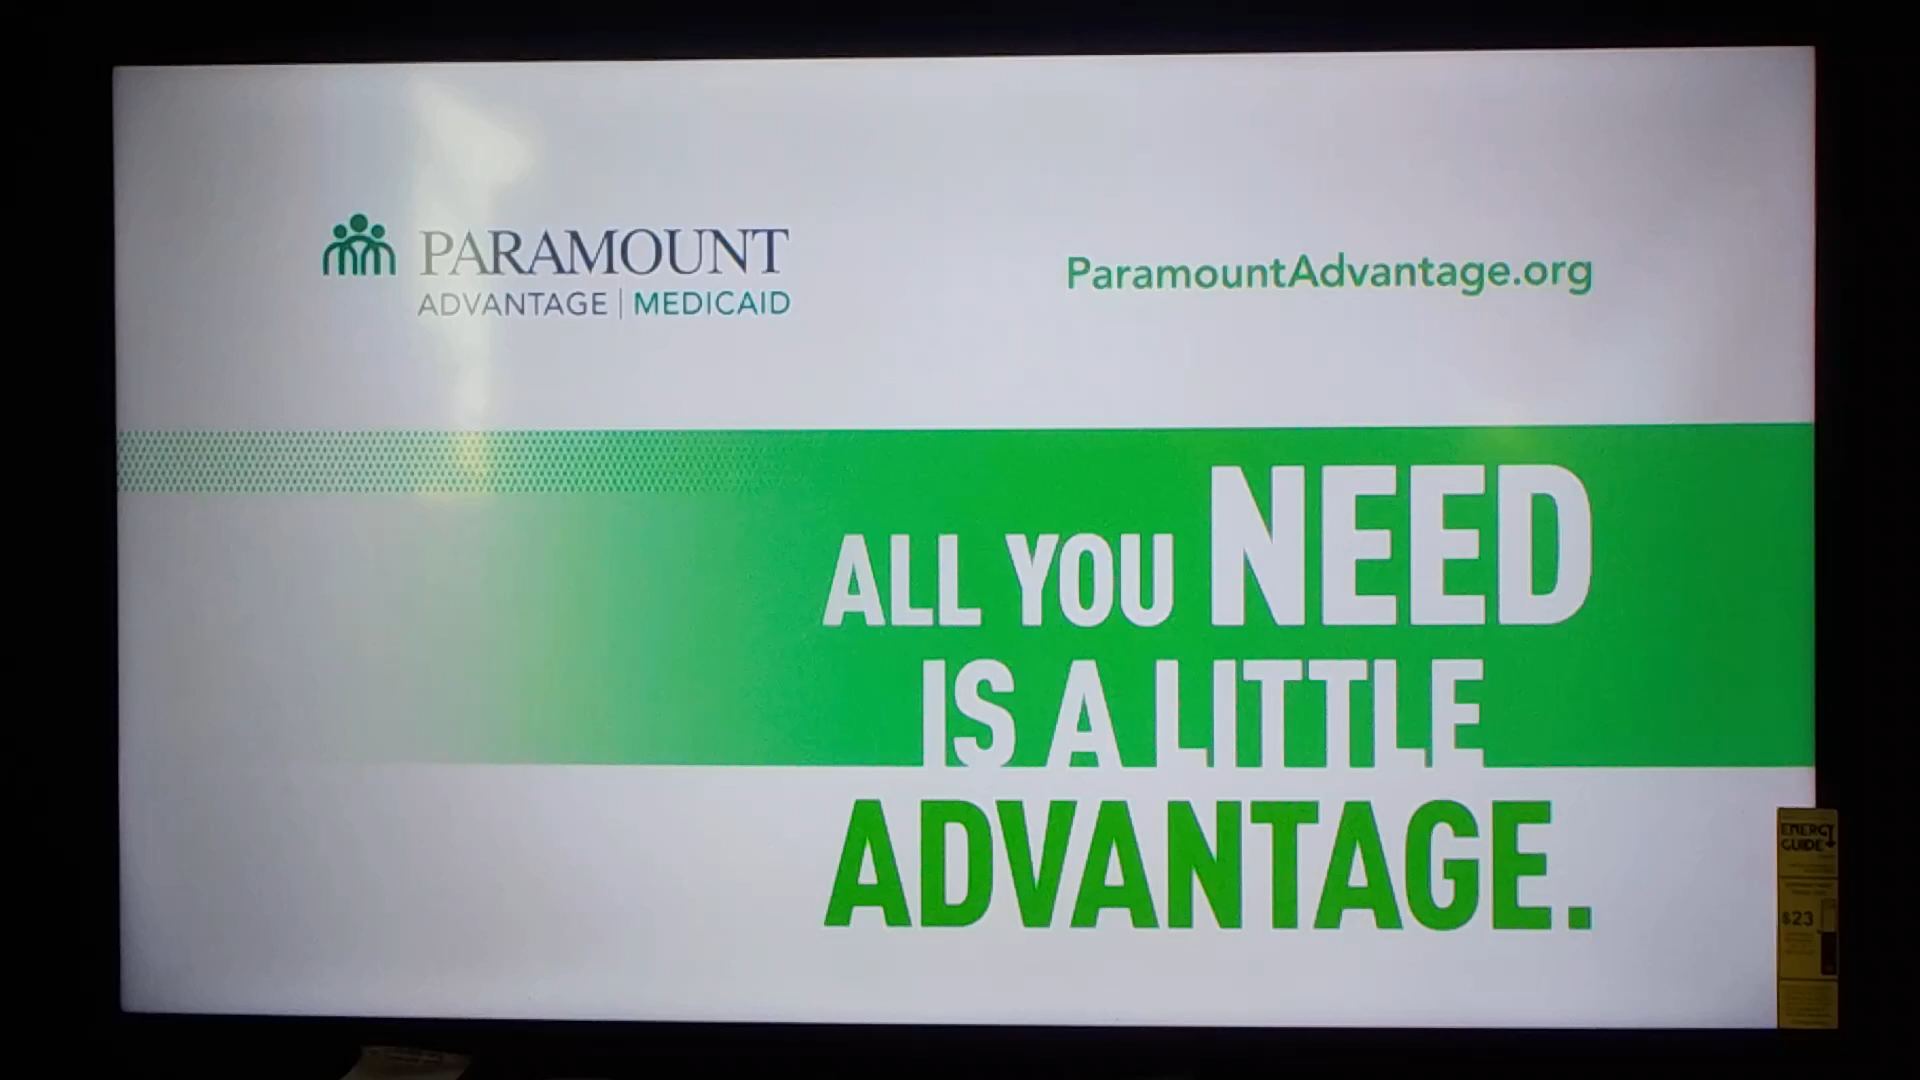 PARAMOUNT
ADVANTAGE | MEDICAID
ParamountAdvantage.org
ALL YOU NEED
IS A LITTLE
ADVANTAGE.
ENERGY
GUIDE
$23